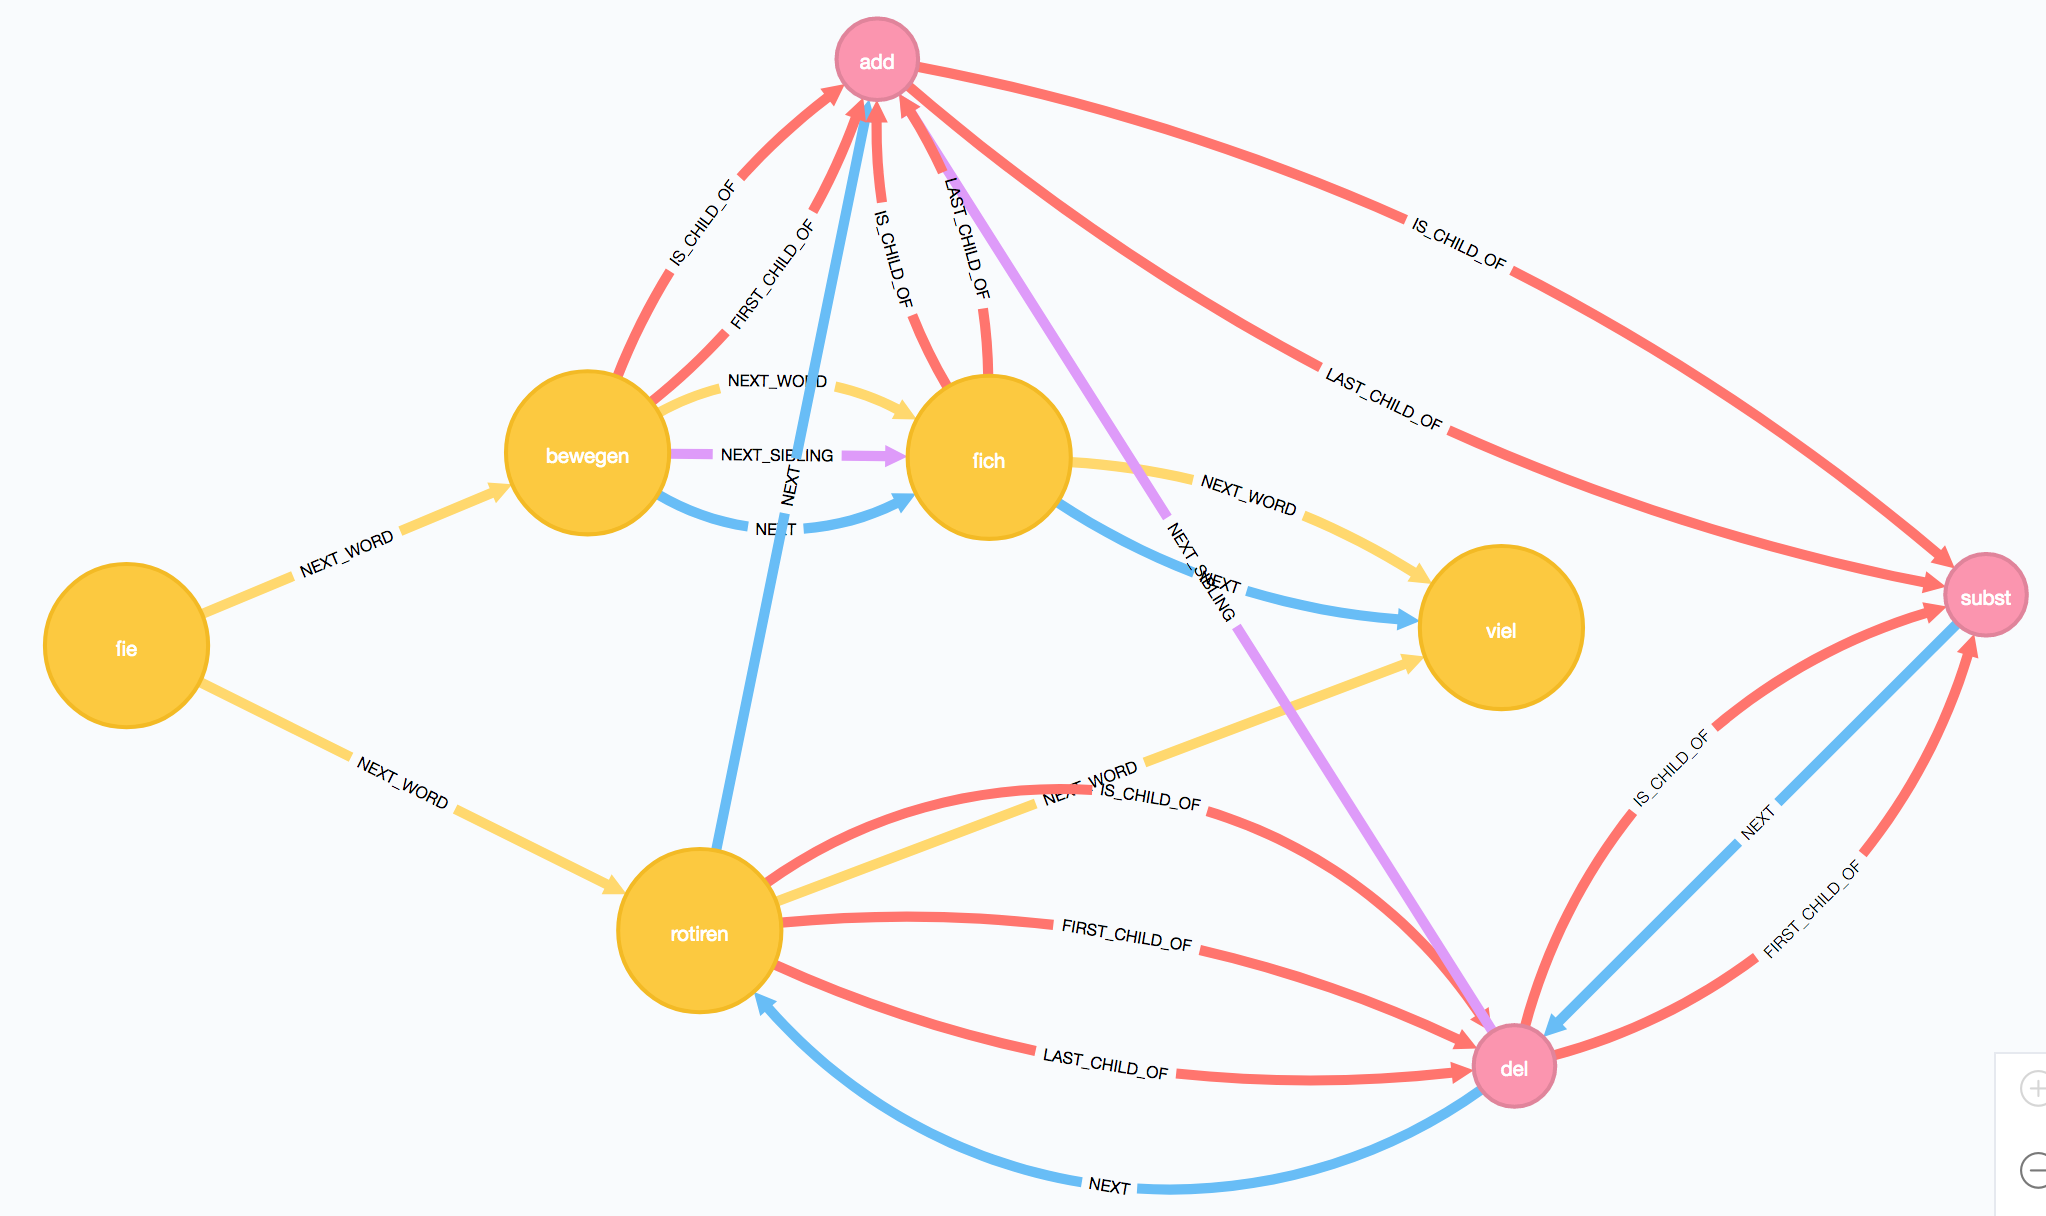 add
IS_CHILD_OF
LAST_CHILD_OF
IS_CHILD_OF
FIRST_CHILD_OF
IS_CHILD_OF
LAST_CHILD_OF
NEXT_WORD
bewegen
NEXT_SIBLING
fich
NEXT
NEXT
NEXT_WORD
NEXT_SIBLING
NEXT
NEXT_WORD
fie
viel
subst
NEXT_WORD
NEXT_WORD
IS_CHILD_OF
IS_CHILD_OF
NEXT
FIRST_CHILD_OF
rotiren
FIRST_CHILD_OF
LAST_CHILD_OF
del
NEXT